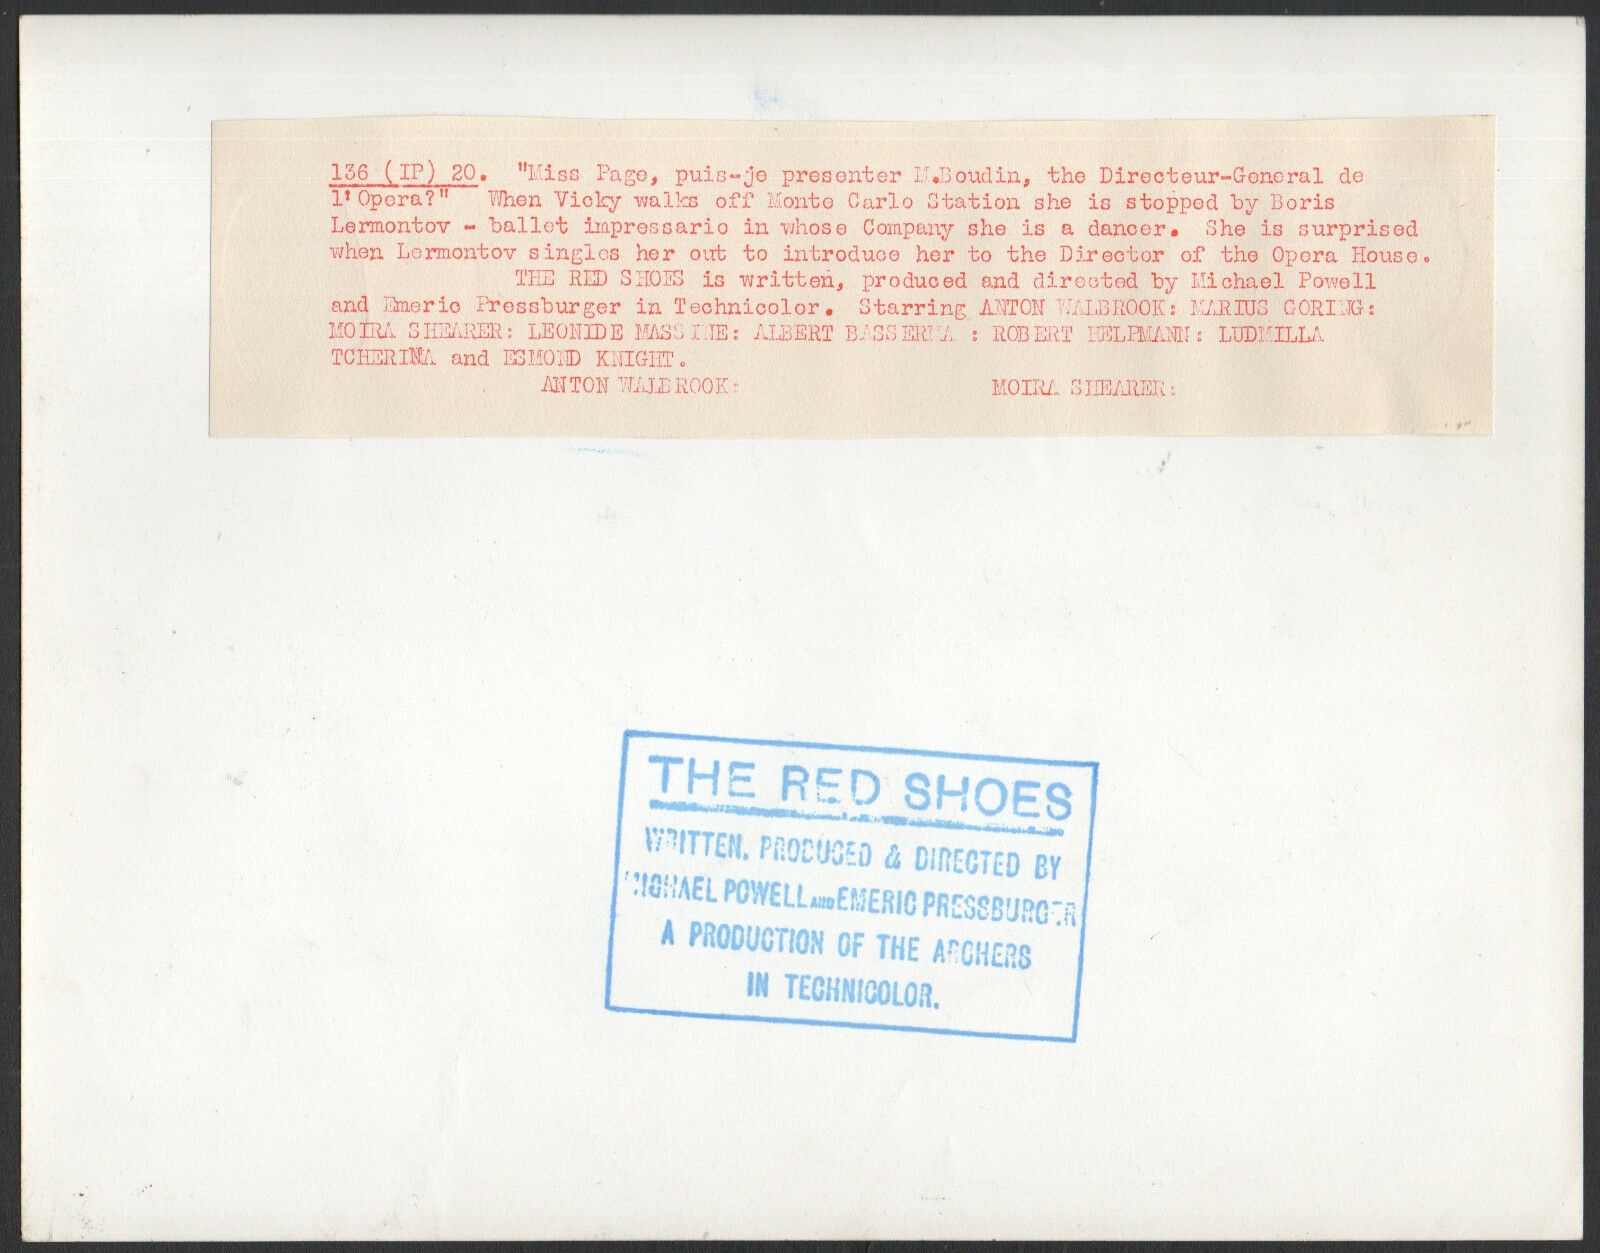 136 (IP) 20. "Miss Page, puis-je presenter M.Boudin, the Directeur-General de
l'Opera?" When Vicky walks off Monte Carlo Station she is stopped by Boris
Lermontov - ballet impressario in whose Company she is a dancer. She is surprised
when Lermontov singles her out to introduce her to the Director of the Opera House.
THE RED SHOES is written, produced and directed by Michael Powell
and Emeric Pressburger in Technicolor. Starring ANTON WALBROOK: MARIUS GORING:
MOIRA SHEARER: LEONIDE MASSINE: ALBERT BASSERMA : ROBERT HELPMANN: LUDMILLA
TCHERINA and ESMOND KNIGHT.
ANTON WALBROOK: MOIRA SHEARER:
THE RED SHOES
WRITTEN, PRODUCED & DIRECTED BY
MICHAEL POWELL AND EMERIC PRESSBURGER
A PRODUCTION OF THE ARCHERS
IN TECHNICOLOR.